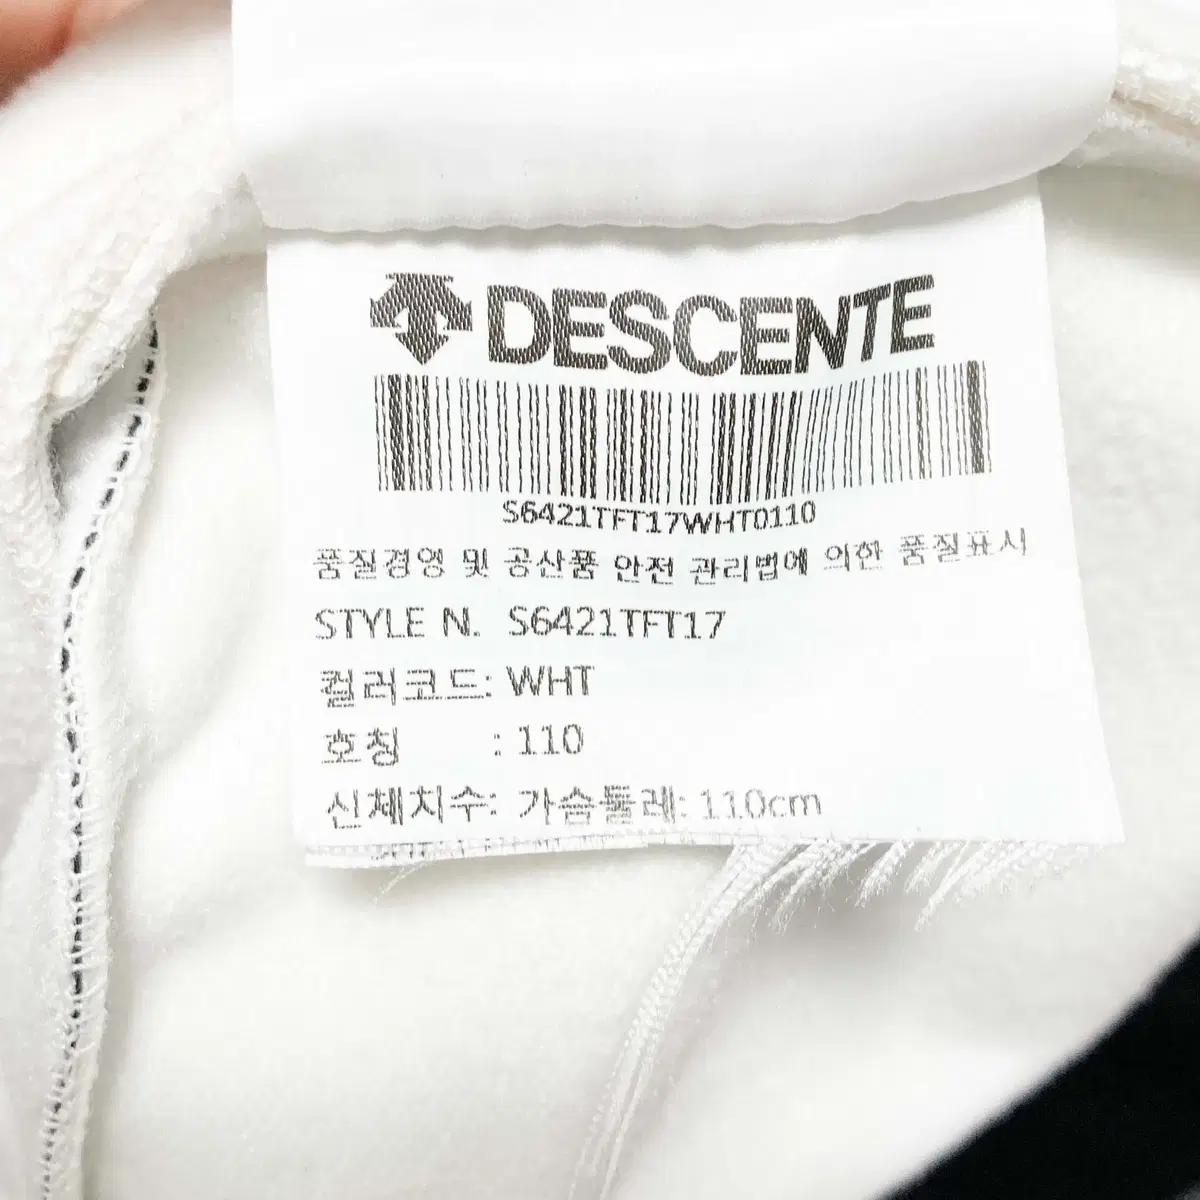 DESCENTE
S6421TFT17WHT0110
품질경영 및 공산품 안전 관리법에 의한 품질표시
STYLE N. S6421TFT17
컬러코드: WHT
호칭 : 110
신체치수: 가슴둘레: 110cm